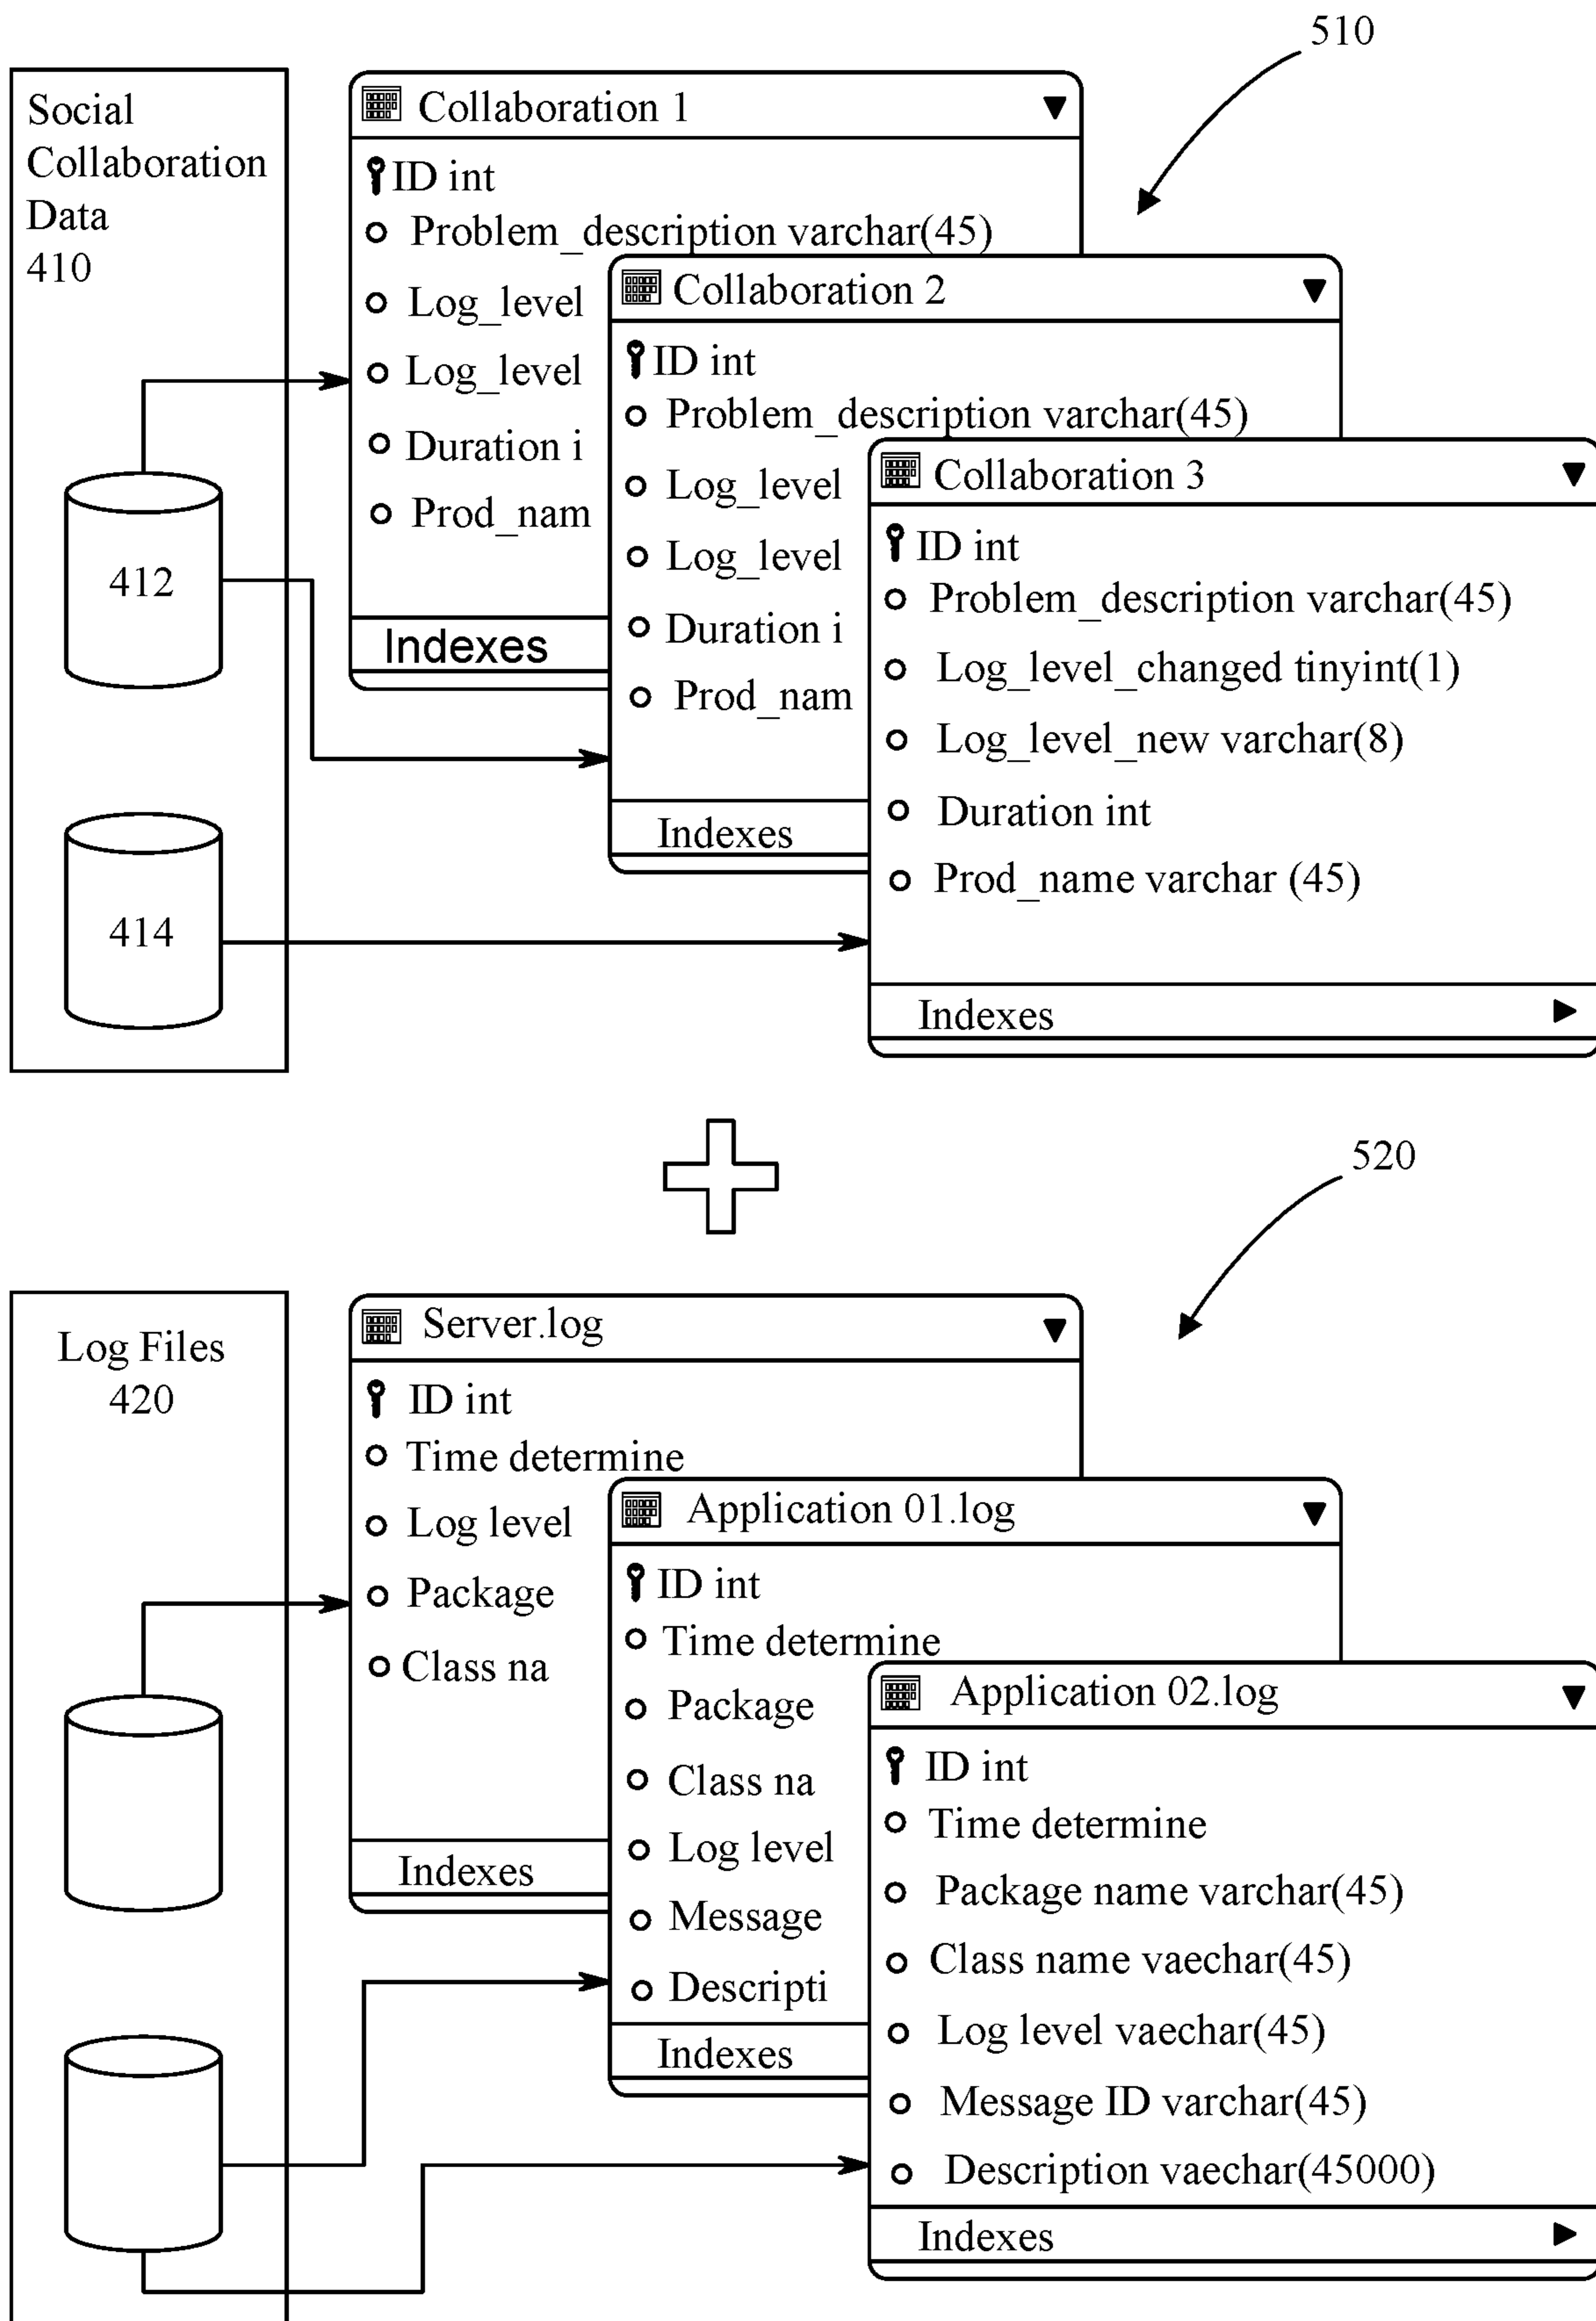 510
Social
Collaboration
Data
410
412
414
Collaboration 1
ID int
Problem_description varchar(45)
Log_level
Log_level
Duration i
Prod_nam
Indexes
Collaboration 2
ID int
Problem_description varchar(45)
Log_level
Log_level
Duration i
Prod_nam
Indexes
Collaboration 3
ID int
Problem_description varchar(45)
Log_level_changed tinyint(1)
Log_level_new varchar(8)
Duration int
Prod_name varchar (45)
Indexes
520
Log Files
420
Server.log
ID int
Time determine
Log level
Package
Class na
Indexes
Application 01.log
ID int
Time determine
Package
Class na
Log level
Message
Descripti
Indexes
Application 02.log
ID int
Time determine
Package name varchar(45)
Class name vaechar(45)
Log level vaechar(45)
Message ID varchar(45)
Description vaechar(45000)
Indexes